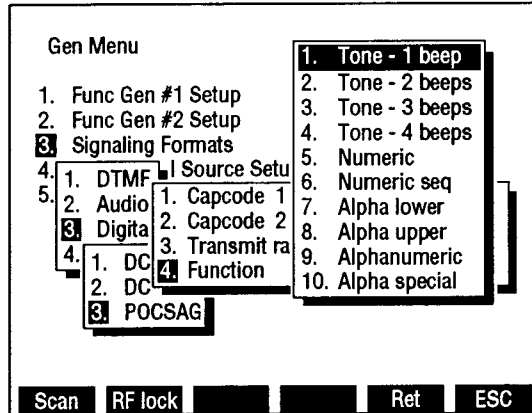 Gen Menu
1. Func Gen #1 Setup
2. Func Gen #2 Setup
3. Signaling Formats
4. l Source Setu
5.
1. DTMF
2. Audio
3. Digita
4.
1. DC
2. DC
3. POCSAG
1. Capcode 1
2. Capcode 2
3. Transmit ra
4. Function
1. Tone - 1 beep
2. Tone - 2 beeps
3. Tone - 3 beeps
4. Tone - 4 beeps
5. Numeric
6. Numeric seq
7. Alpha lower
8. Alpha upper
9. Alphanumeric
10. Alpha special
Scan RF lock Ret ESC